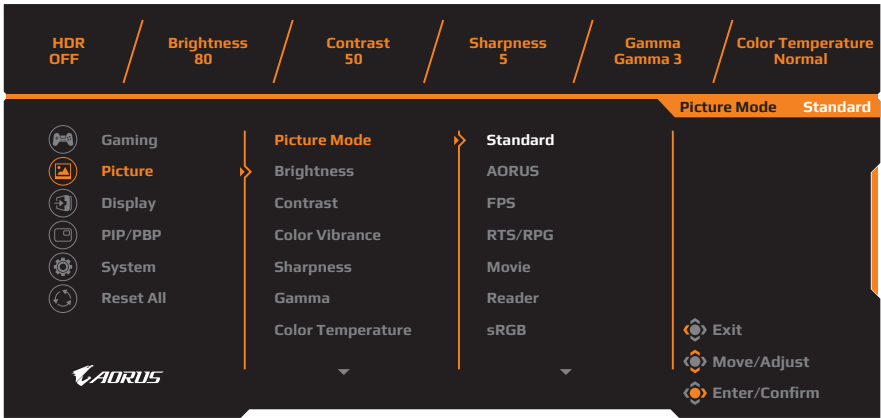 HDR Brightness Contrast Sharpness Gamma Color Temperature
OFF 80 50 5 Gamma 3 Normal
Picture Mode Standard
Gaming Picture Mode Standard
Picture Brightness AORUS
Display Contrast FPS
PIP/PBP Color Vibrance RTS/RPG
System Sharpness Movie
Reset All Gamma Reader
Color Temperature sRGB
Exit
Move/Adjust
Enter/Confirm
AORUS